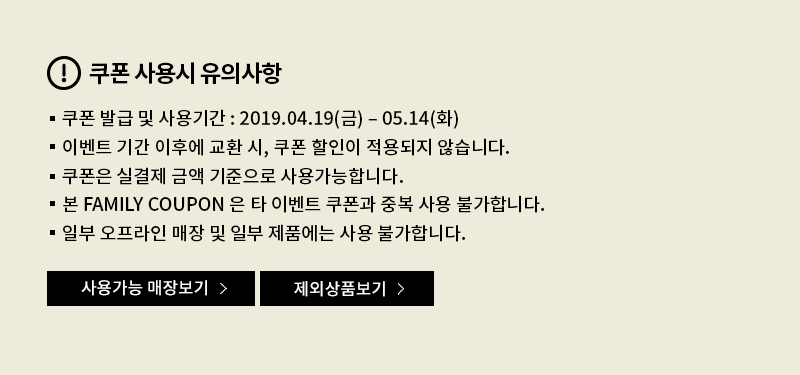 쿠폰 사용시 유의사항
▪ 쿠폰 발급 및 사용기간 : 2019.04.19(금) – 05.14(화)
▪ 이벤트 기간 이후에 교환 시, 쿠폰 할인이 적용되지 않습니다.
▪ 쿠폰은 실결제 금액 기준으로 사용가능합니다.
▪ 본 FAMILY COUPON 은 타 이벤트 쿠폰과 중복 사용 불가합니다.
▪ 일부 오프라인 매장 및 일부 제품에는 사용 불가합니다.
사용가능 매장보기 >
제외상품보기 >